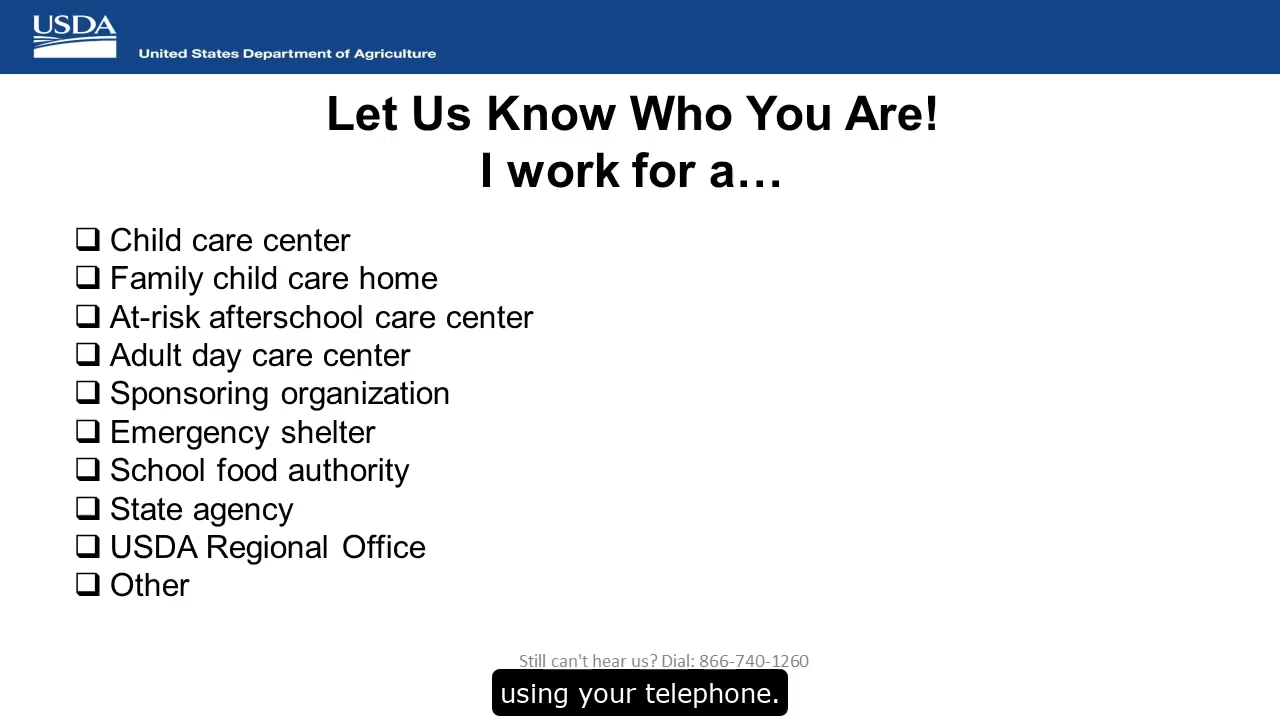 USDA
United States Department of Agriculture
Let Us Know Who You Are!
I work for a…
❑ Child care center
❑ Family child care home
❑ At-risk afterschool care center
❑ Adult day care center
❑ Sponsoring organization
❑ Emergency shelter
❑ School food authority
❑ State agency
❑ USDA Regional Office
❑ Other
Still can't hear us? Dial: 866-740-1260
using your telephone.